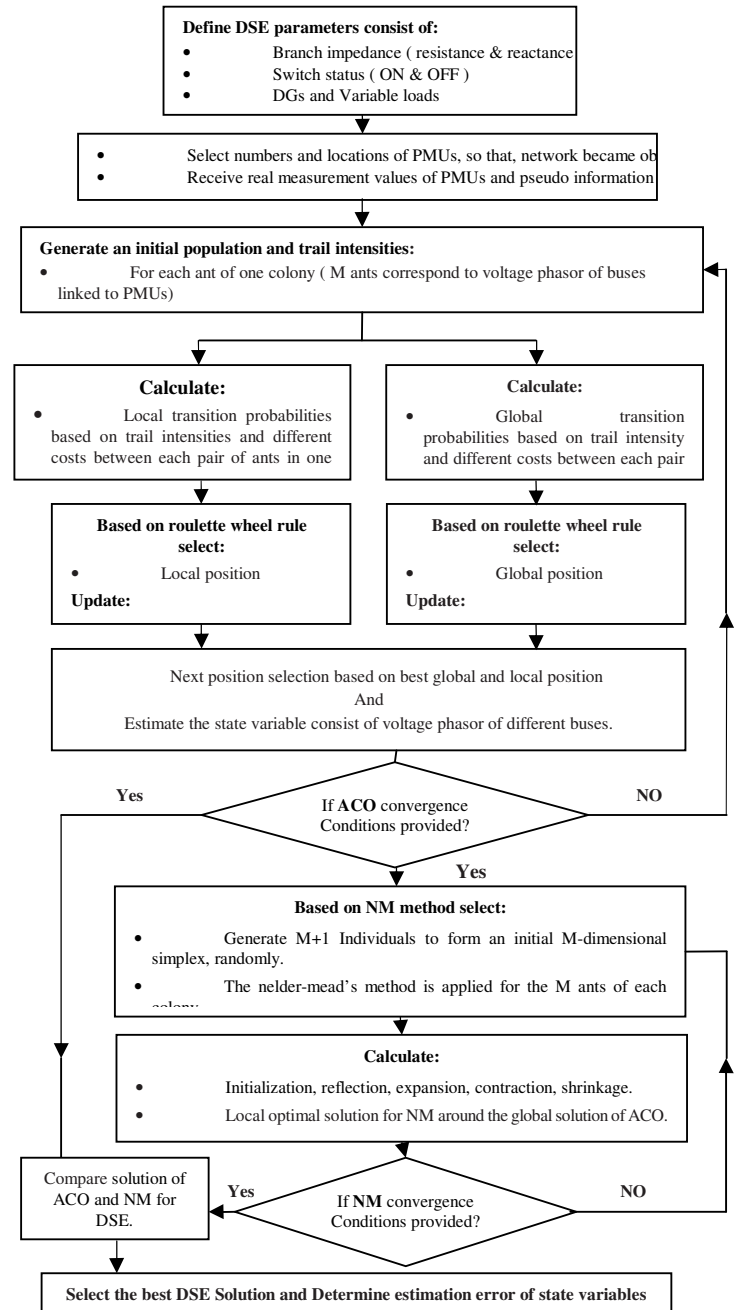 Define DSE parameters consist of:
• Branch impedance ( resistance & reactance
• Switch status ( ON & OFF )
• DGs and Variable loads
• Select numbers and locations of PMUs, so that, network became ob
• Receive real measurement values of PMUs and pseudo information
Generate an initial population and trail intensities:
• For each ant of one colony ( M ants correspond to voltage phasor of buses
linked to PMUs)
Calculate:
• Local transition probabilities
based on trail intensities and different
costs between each pair of ants in one
Calculate:
• Global transition
probabilities based on trail intensity
and different costs between each pair
Based on roulette wheel rule
select:
• Local position
Update:
Based on roulette wheel rule
select:
• Global position
Update:
Next position selection based on best global and local position
And
Estimate the state variable consist of voltage phasor of different buses.
Yes
If ACO convergence
Conditions provided?
NO
Yes
Based on NM method select:
• Generate M+1 Individuals to form an initial M-dimensional
simplex, randomly.
• The nelder-mead's method is applied for the M ants of each
colony
Calculate:
• Initialization, reflection, expansion, contraction, shrinkage.
• Local optimal solution for NM around the global solution of ACO.
Compare solution of
ACO and NM for
DSE.
Yes
If NM convergence
Conditions provided?
NO
Select the best DSE Solution and Determine estimation error of state variables